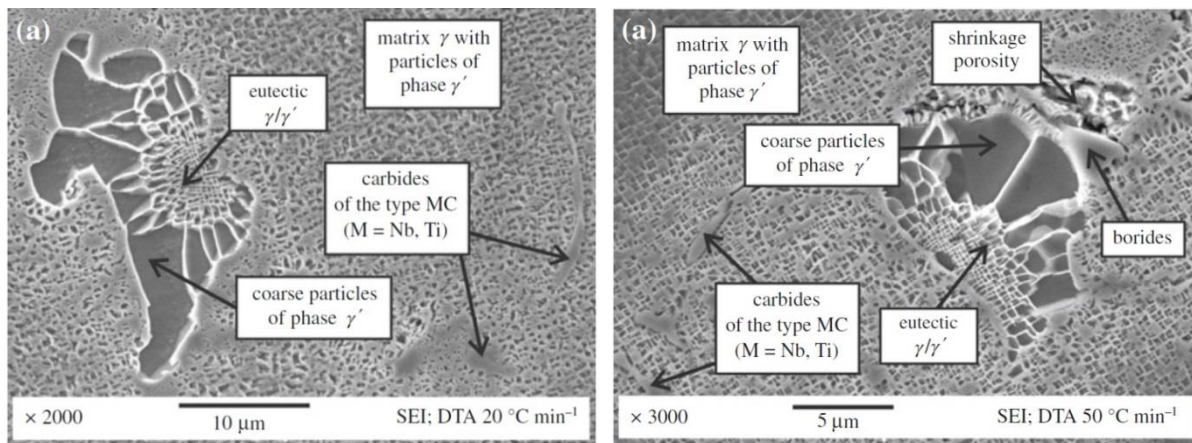 (a)
matrix γ with
particles of
phase γ′
eutectic
γ/γ′
carbides
of the type MC
(M = Nb, Ti)
coarse particles
of phase γ′
× 2000
10 μm
SEI; DTA 20 °C min⁻¹
(a)
matrix γ with
particles of
phase γ′
shrinkage
porosity
coarse particles
of phase γ′
borides
carbides
of the type MC
(M = Nb, Ti)
eutectic
γ/γ′
× 3000
5 μm
SEI; DTA 50 °C min⁻¹